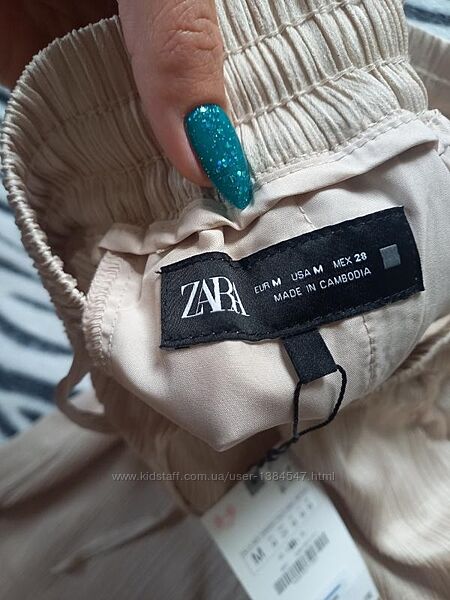 ZARA
EUR M USA M MEX 28
MADE IN CAMBODIA
www.kidstaff.com.ua/user-1384547.html
M